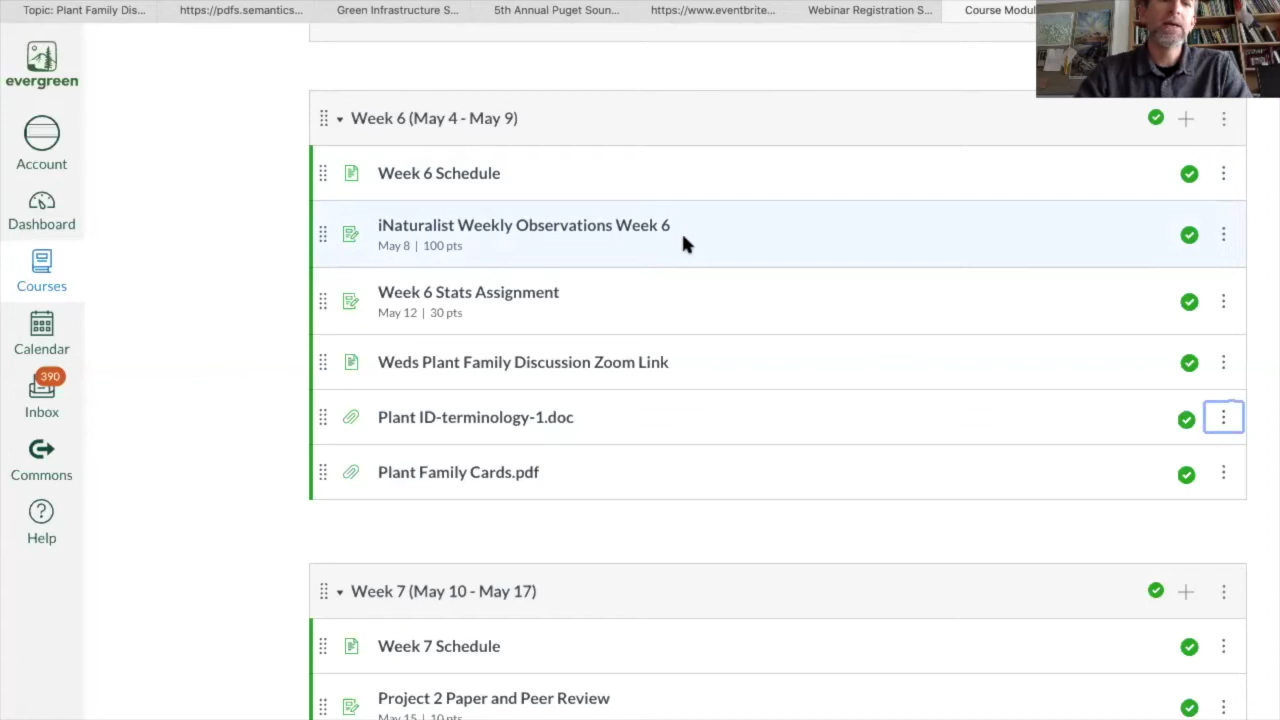 Topic: Plant Family Dis...
https://pdfs.semantics...
Green Infrastructure S...
5th Annual Puget Soun...
https://www.eventbrite...
Webinar Registration S...
Course Modul
evergreen
Account
Dashboard
Courses
Calendar
390
Inbox
Commons
Help
Week 6 (May 4 - May 9)
Week 6 Schedule
iNaturalist Weekly Observations Week 6
May 8 | 100 pts
Week 6 Stats Assignment
May 12 | 30 pts
Weds Plant Family Discussion Zoom Link
Plant ID-terminology-1.doc
Plant Family Cards.pdf
Week 7 (May 10 - May 17)
Week 7 Schedule
Project 2 Paper and Peer Review
May 15 | 10 pts